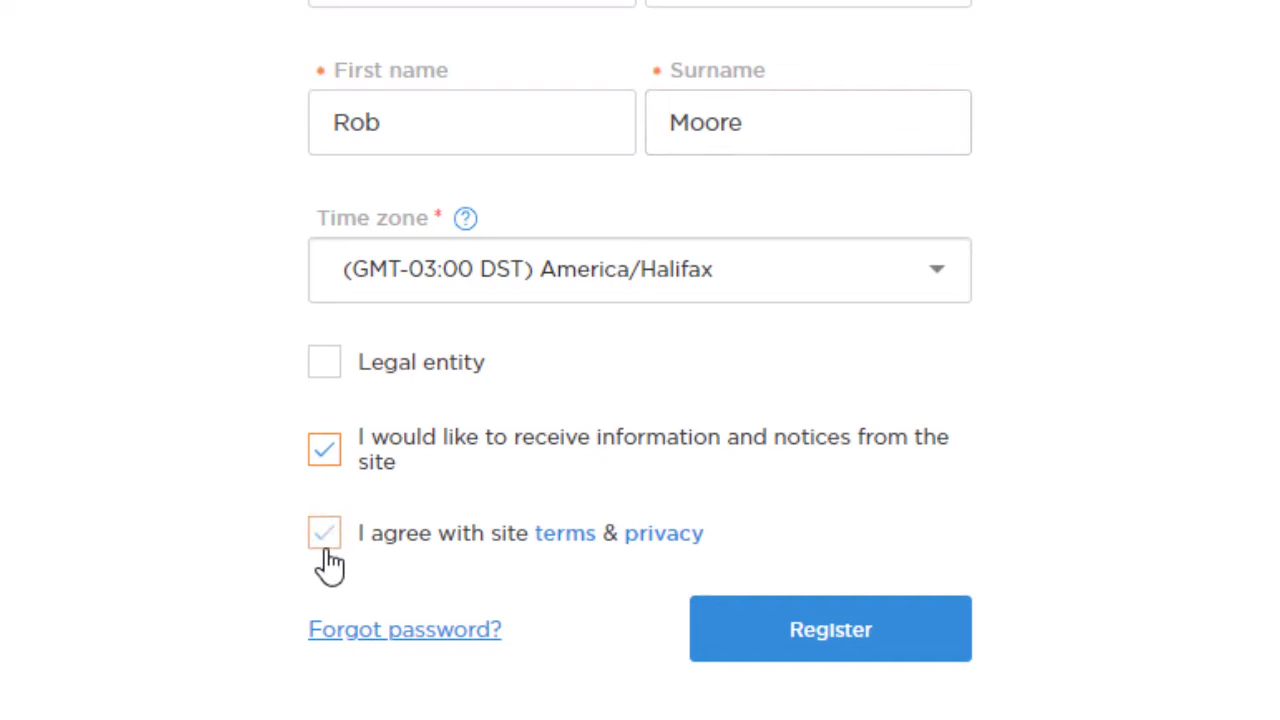 First name
Surname
Rob
Moore
Time zone *
(GMT-03:00 DST) America/Halifax
Legal entity
I would like to receive information and notices from the
site
I agree with site terms & privacy
Forgot password?
Register